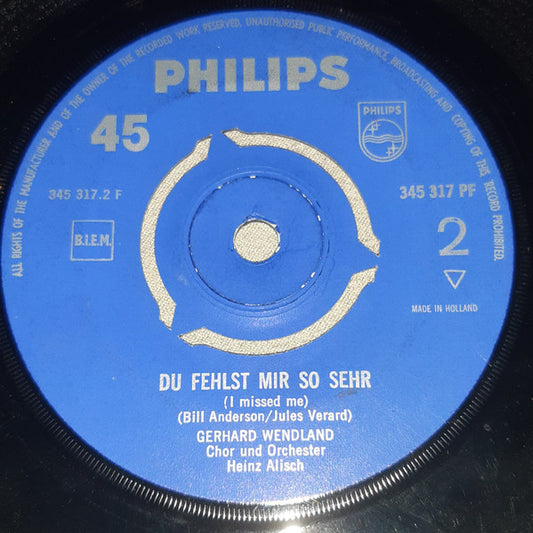 ALL RIGHTS OF THE MANUFACTURER AND OF THE OWNER OF THE RECORDED WORK RESERVED. UNAUTHORISED PUBLIC PERFORMANCE, BROADCASTING AND COPYING OF THIS RECORD PROHIBITED.
PHILIPS
45
PHILIPS
345 317.2 F
345 317 PF
B.I.E.M.
2
MADE IN HOLLAND
DU FEHLST MIR SO SEHR
(I missed me)
(Bill Anderson/Jules Verard)
GERHARD WENDLAND
Chor und Orchester
Heinz Alisch